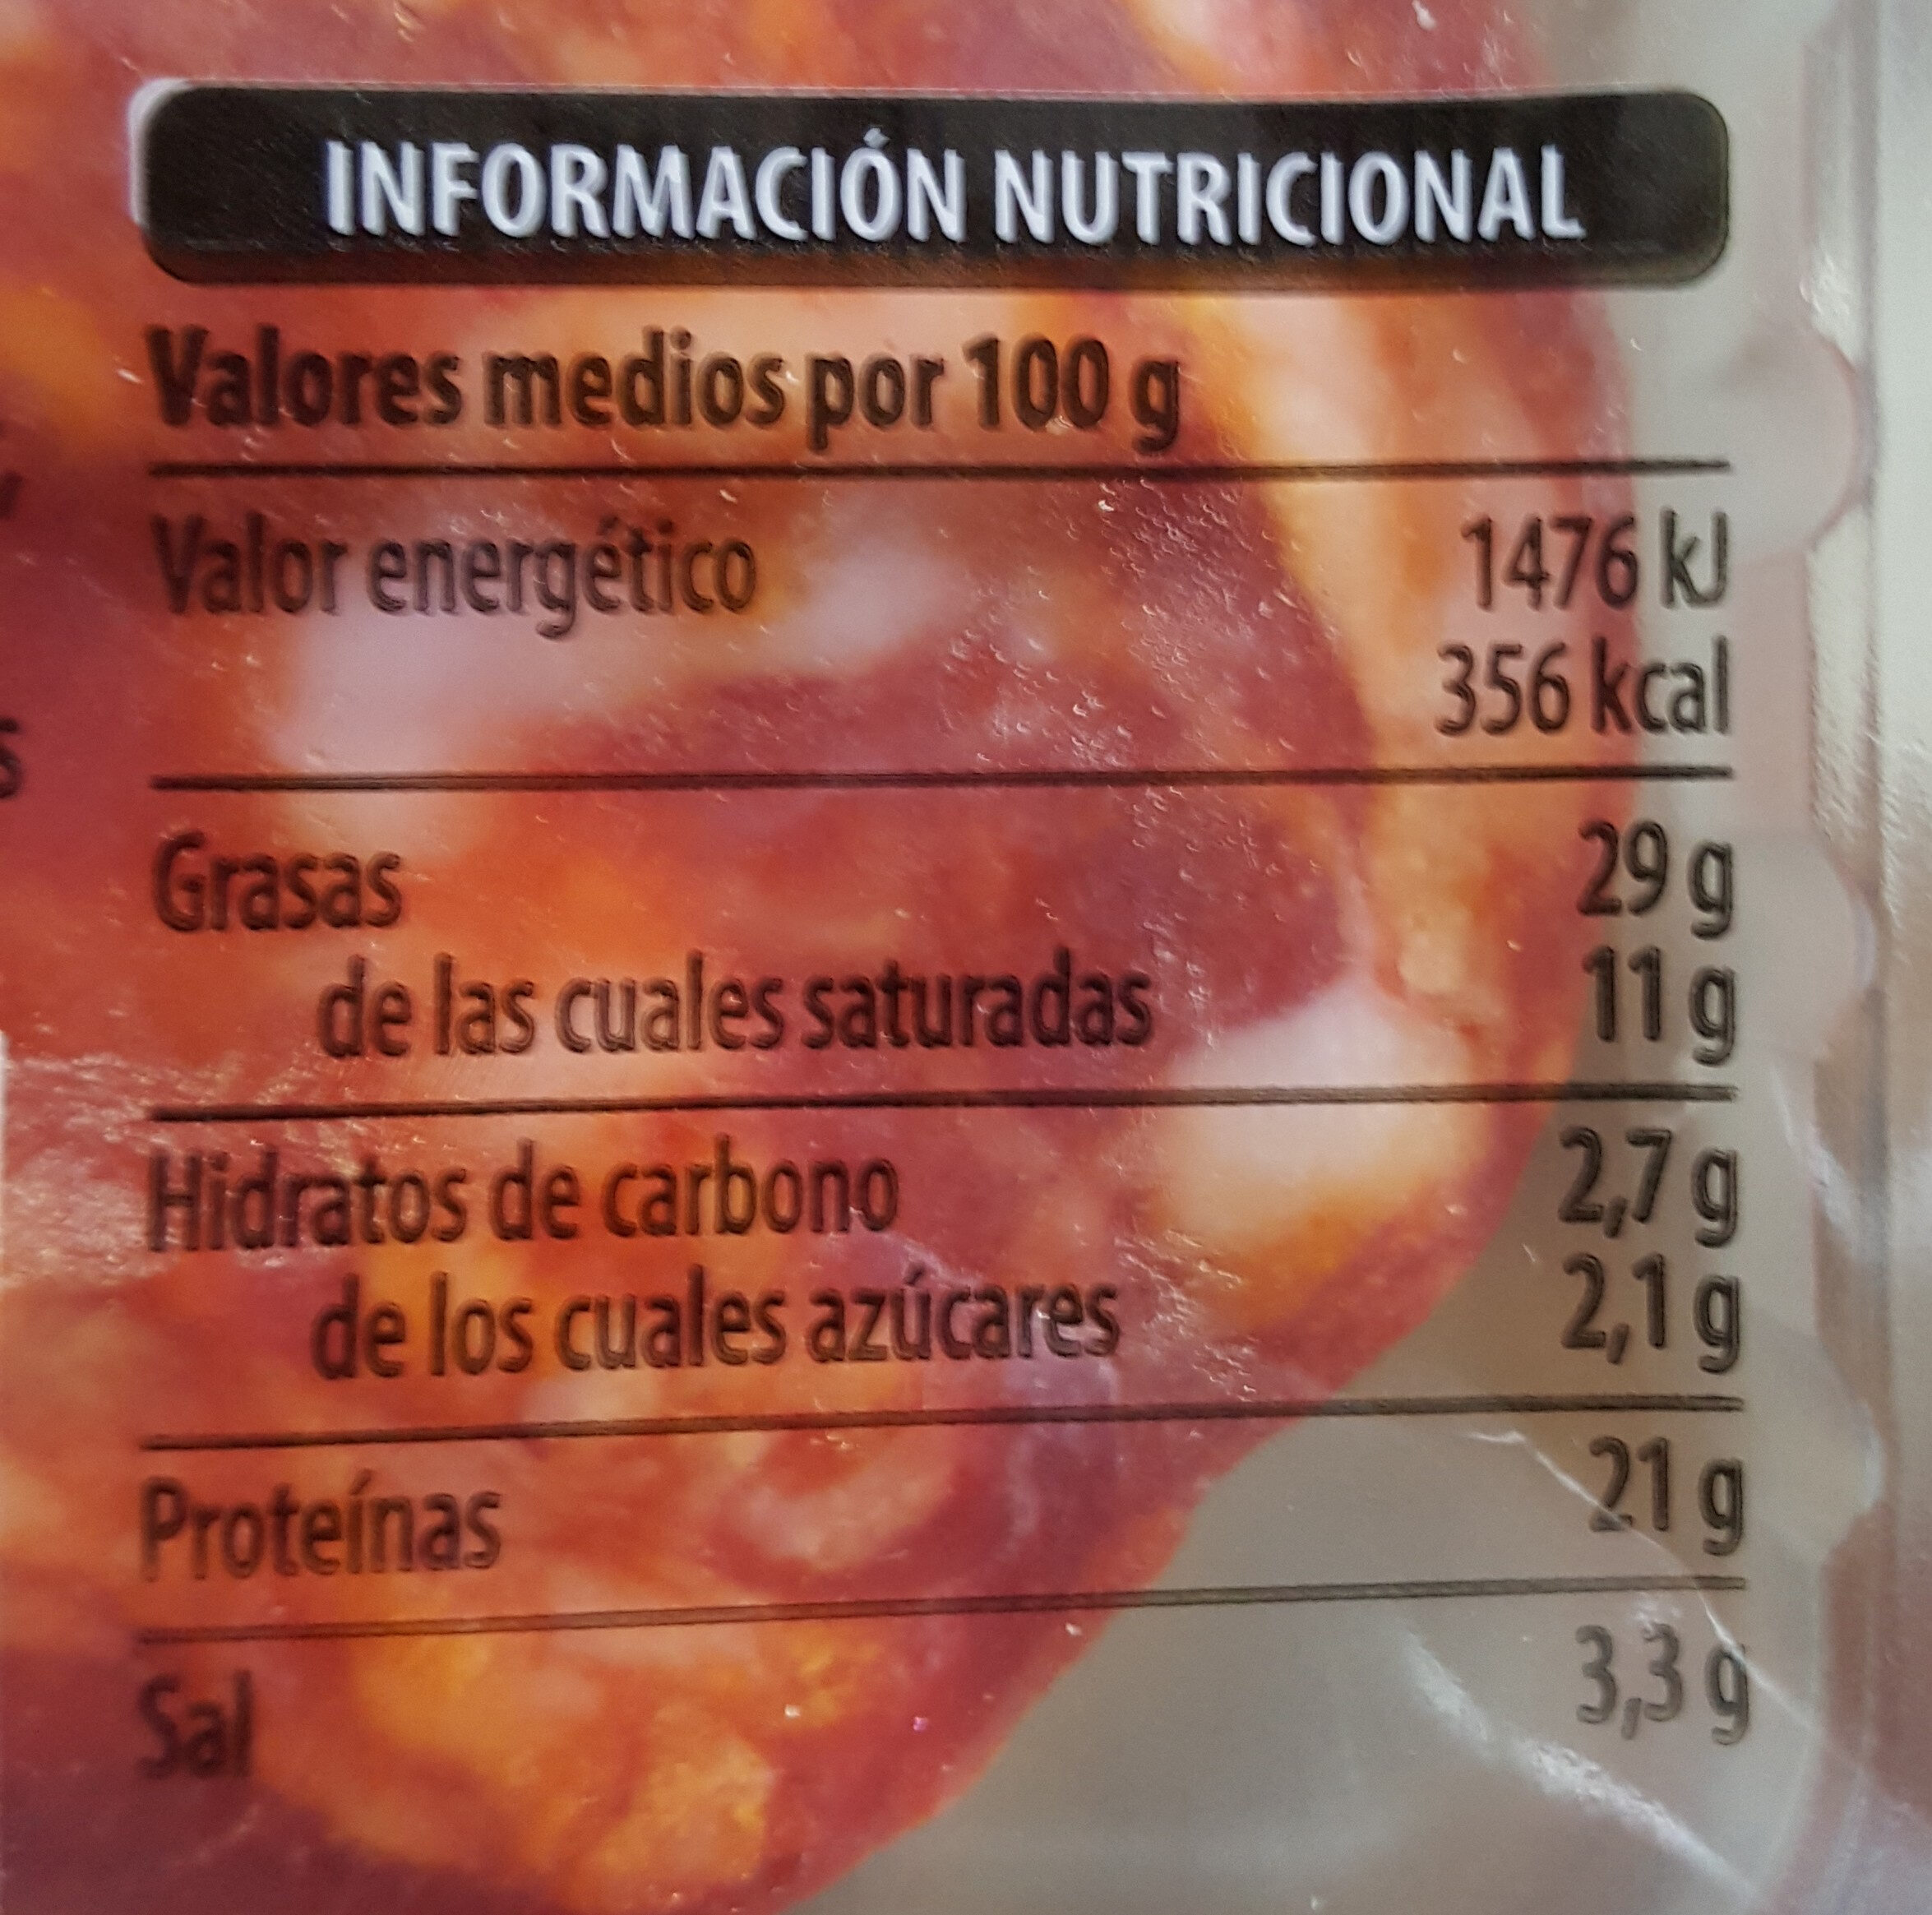 INFORMACIÓN NUTRICIONAL
Valores medios por 100 g
Valor energético 1476 kJ
356 kcal
Grasas 29 g
de las cuales saturadas 11 g
Hidratos de carbono 2,7 g
de los cuales azúcares 2,1 g
Proteínas 21 g
Sal 3,3 g